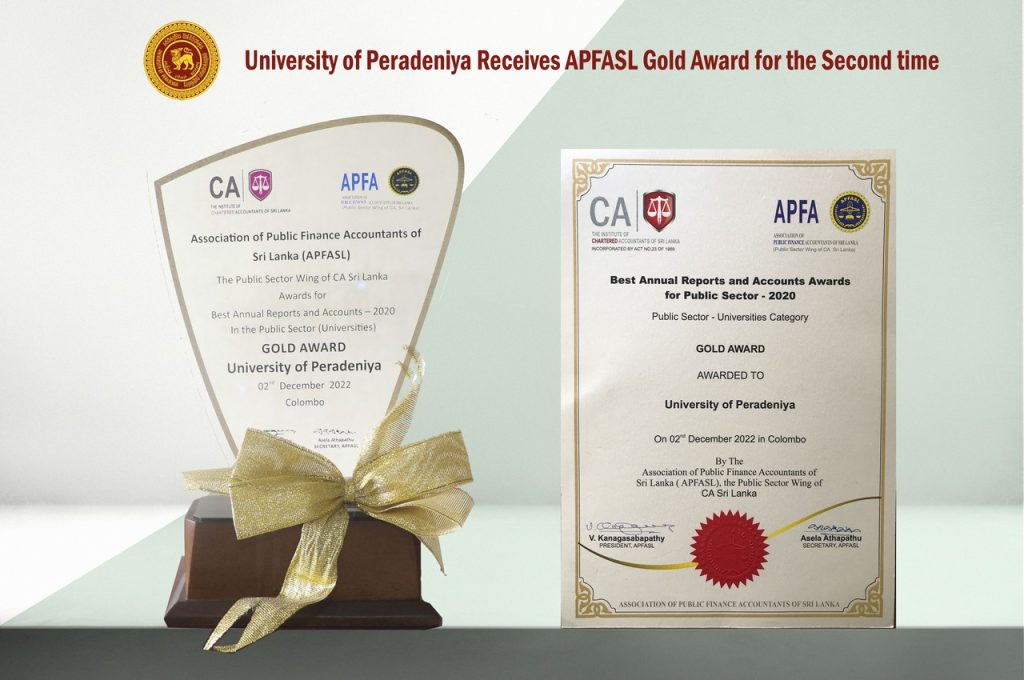 University of Peradeniya Receives APFASL Gold Award for the Second time
CA
THE INSTITUTE OF
CHARTERED ACCOUNTANTS OF SRI LANKA
APFA
ASSOCIATION OF
PUBLIC FINANCE ACCOUNTANTS OF SRI LANKA
(Public Sector Wing of CA, Sri Lanka)
Association of Public Finance Accountants of
Sri Lanka (APFASL)
The Public Sector Wing of CA Sri Lanka
Awards for
Best Annual Reports and Accounts – 2020
In the Public Sector (Universities)
GOLD AWARD
University of Peradeniya
02nd December 2022
Colombo
Asela Athapathu
SECRETARY, APFASL
CA
THE INSTITUTE OF
CHARTERED ACCOUNTANTS OF SRI LANKA
INCORPORATED BY ACT NO.23 OF 1959
APFA
APFASL
ASSOCIATION OF
PUBLIC FINANCE ACCOUNTANTS OF SRI LANKA
(Public Sector Wing of CA, Sri Lanka)
Best Annual Reports and Accounts Awards
for Public Sector - 2020
Public Sector - Universities Category
GOLD AWARD
AWARDED TO
University of Peradeniya
On 02nd December 2022 in Colombo
By The
Association of Public Finance Accountants of
Sri Lanka ( APFASL), the Public Sector Wing of
CA Sri Lanka
V. Kanagasabapathy
PRESIDENT, APFASL
Asela Athapathu
SECRETARY, APFASL
ASSOCIATION OF PUBLIC FINANCE ACCOUNTANTS OF SRI LANKA